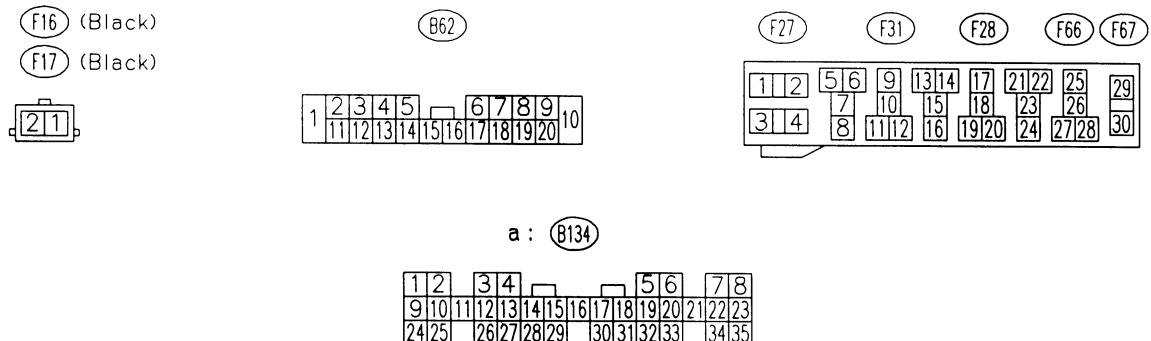 F16 (Black)
F17 (Black)
2 1
B62
1 2 3 4 5 6 7 8 9 10
11 12 13 14 15 16 17 18 19 20
F27 F31 F28 F66 F67
1 2 5 6 9 13 14 17 21 22 25 29
7 10 15 18 23 26
3 4 8 11 12 16 19 20 24 27 28 30
a : B134
1 2 3 4 5 6 7 8
9 10 11 12 13 14 15 16 17 18 19 20 21 22 23
24 25 26 27 28 29 30 31 32 33 34 35